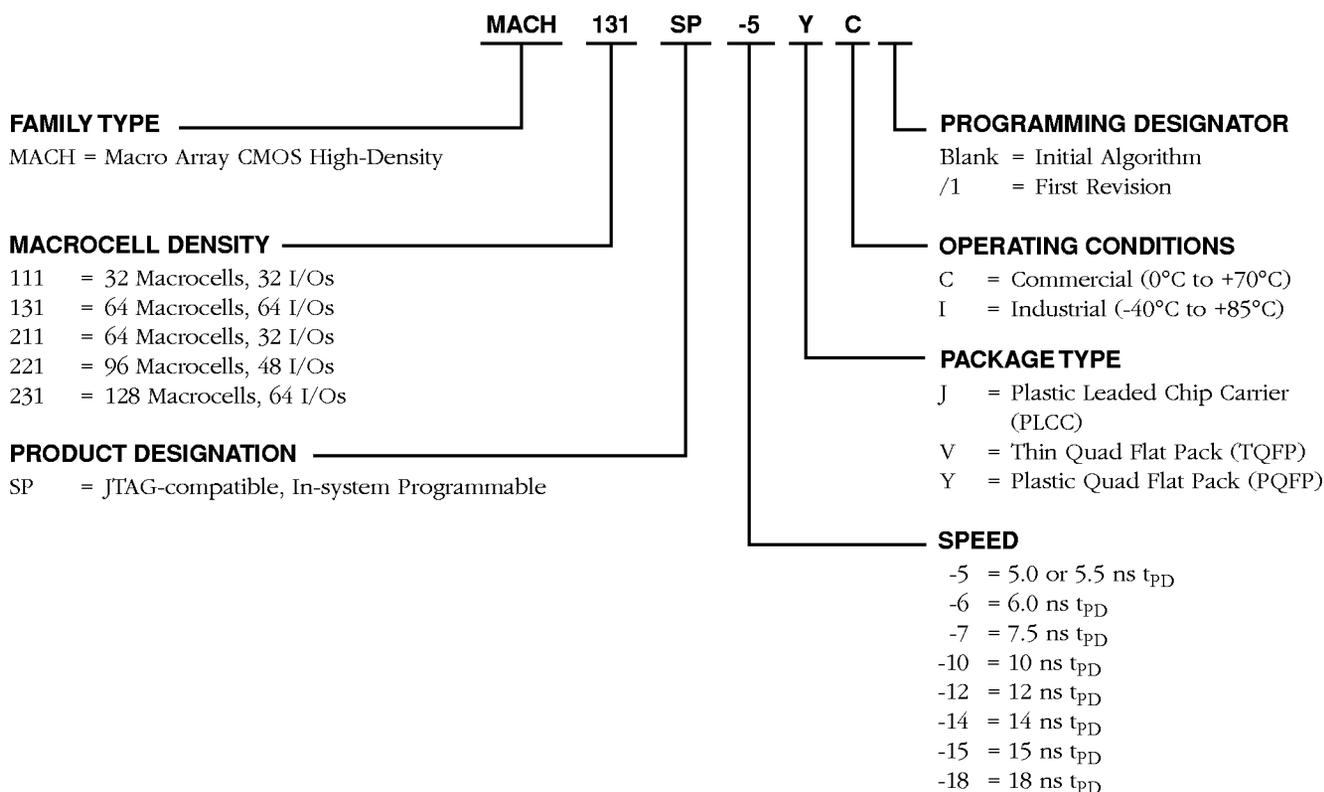 MACH 131 SP -5 Y C
FAMILY TYPE
MACH = Macro Array CMOS High-Density
MACROCELL DENSITY
111 = 32 Macrocells, 32 I/Os
131 = 64 Macrocells, 64 I/Os
211 = 64 Macrocells, 32 I/Os
221 = 96 Macrocells, 48 I/Os
231 = 128 Macrocells, 64 I/Os
PRODUCT DESIGNATION
SP = JTAG-compatible, In-system Programmable
PROGRAMMING DESIGNATOR
Blank = Initial Algorithm
/1 = First Revision
OPERATING CONDITIONS
C = Commercial (0°C to +70°C)
I = Industrial (-40°C to +85°C)
PACKAGE TYPE
J = Plastic Leaded Chip Carrier
(PLCC)
V = Thin Quad Flat Pack (TQFP)
Y = Plastic Quad Flat Pack (PQFP)
SPEED
-5 = 5.0 or 5.5 ns tPD
-6 = 6.0 ns tPD
-7 = 7.5 ns tPD
-10 = 10 ns tPD
-12 = 12 ns tPD
-14 = 14 ns tPD
-15 = 15 ns tPD
-18 = 18 ns tPD